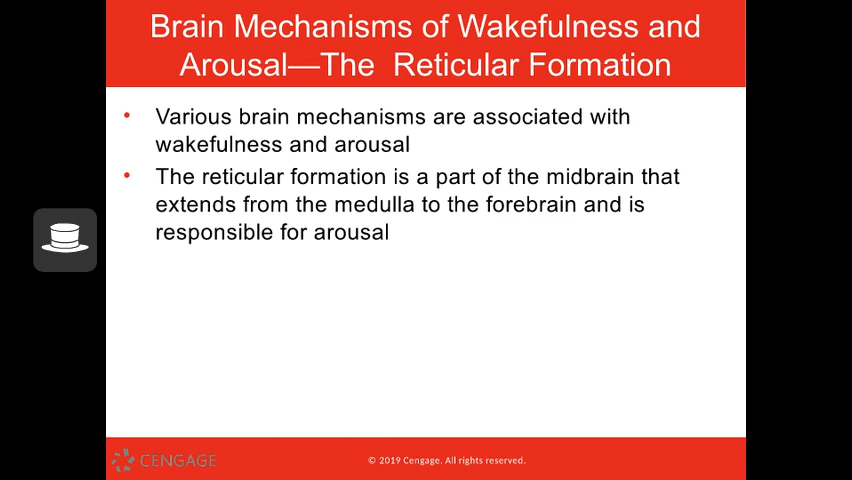 Brain Mechanisms of Wakefulness and
Arousal—The  Reticular Formation
• Various brain mechanisms are associated with
wakefulness and arousal
• The reticular formation is a part of the midbrain that
extends from the medulla to the forebrain and is
responsible for arousal
CENGAGE
© 2019 Cengage. All rights reserved.